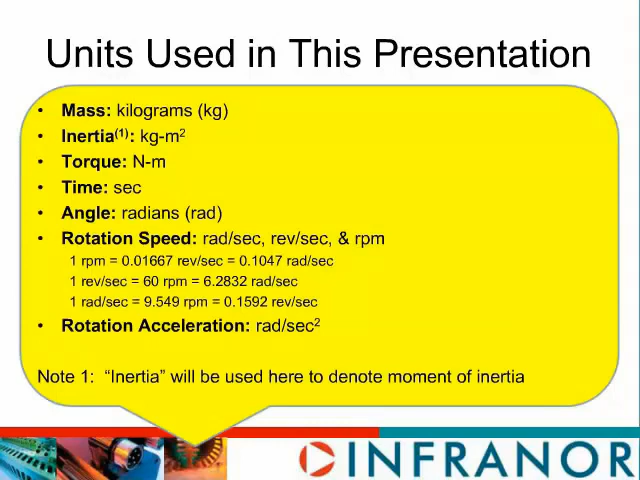 Units Used in This Presentation
• Mass: kilograms (kg)
• Inertia⁽¹⁾: kg-m²
• Torque: N-m
• Time: sec
• Angle: radians (rad)
• Rotation Speed: rad/sec, rev/sec, & rpm
1 rpm = 0.01667 rev/sec = 0.1047 rad/sec
1 rev/sec = 60 rpm = 6.2832 rad/sec
1 rad/sec = 9.549 rpm = 0.1592 rev/sec
• Rotation Acceleration: rad/sec²
Note 1: “Inertia” will be used here to denote moment of inertia
INFRANOR